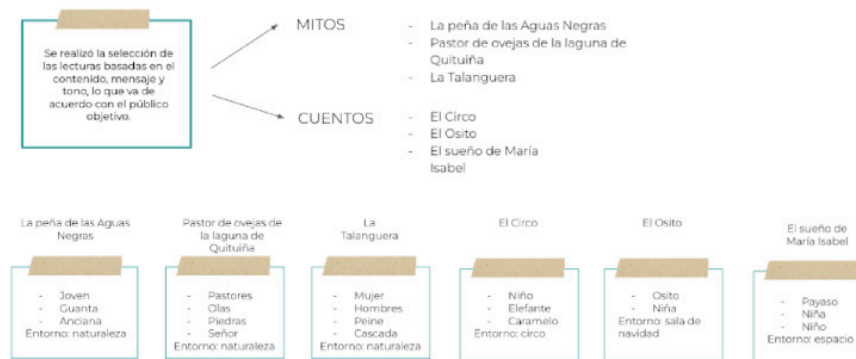 Se realizó la selección de
las lecturas basadas en el
contenido, mensaje y
tono, lo que va de
acuerdo con el público
objetivo.
MITOS
- La peña de las Aguas Negras
- Pastor de ovejas de la laguna de
Quituiña
- La Talanguera
CUENTOS
- El Circo
- El Osito
- El sueño de María
Isabel
La peña de las Aguas
Negras
- Joven
- Guanta
- Anciana
Entorno: naturaleza
Pastor de ovejas de
la laguna de
Quituiña
- Pastores
- Olas
- Piedras
- Señor
Entorno: naturaleza
La
Talanguera
- Mujer
- Hombres
- Peine
- Cascada
Entorno: naturaleza
El Circo
- Niño
- Elefante
- Caramelo
Entorno: circo
El Osito
- Osito
- Niña
Entorno: sala de
navidad
El sueño de
María Isabel
- Payaso
- Niña
- Niño
Entorno: espacio